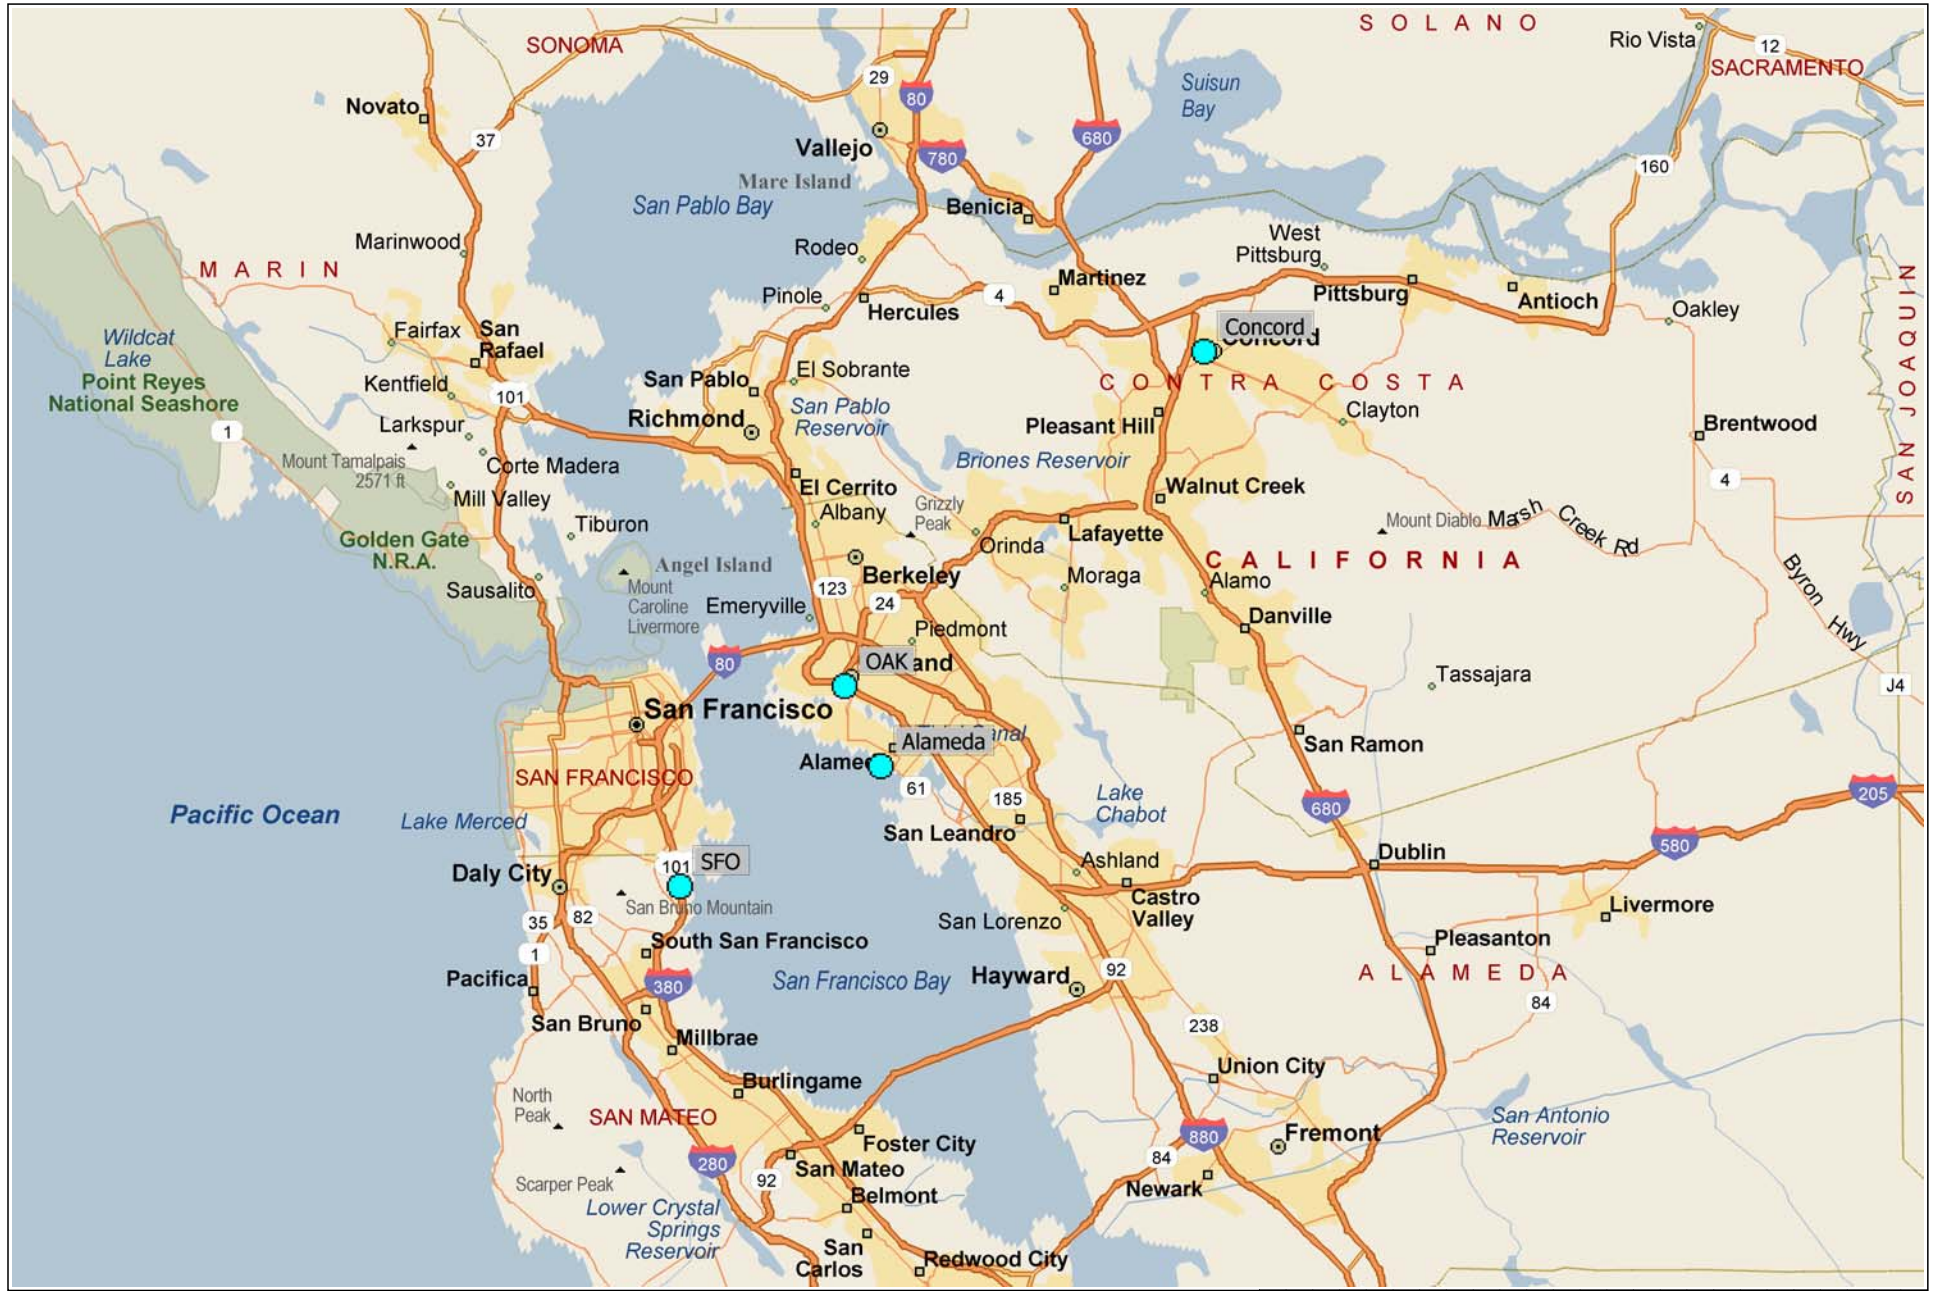 SONOMA
SOLANO
Rio Vista
12
SACRAMENTO
29
80
Suisun
Bay
Novato
37
Vallejo
780
680
160
Mare Island
San Pablo Bay
Benicia
Marinwood
Rodeo
West
Pittsburg
MARIN
Martinez
Pinole
4
Pittsburg
Antioch
Hercules
Oakley
SAN JOAQUIN
Fairfax
San
Rafael
Concord
Wildcat
Lake
Point Reyes
National Seashore
Kentfield
San Pablo
El Sobrante
CONTRA COSTA
101
San Pablo
Reservoir
Richmond
Clayton
Larkspur
1
Pleasant Hill
Brentwood
Mount Tamalpais
2571 ft
Corte Madera
Briones Reservoir
Mill Valley
El Cerrito
Walnut Creek
4
Albany
Grizzly
Peak
Tiburon
Lafayette
Mount Diablo
Marsh Creek Rd
Golden Gate
N.R.A.
Orinda
CALIFORNIA
Angel Island
Berkeley
Moraga
Alamo
Byron Hwy
Sausalito
Mount
Caroline
Livermore
Emeryville
123
24
Danville
Piedmont
80
OAK
and
Tassajara
J4
San Francisco
Alameda
nal
San Ramon
Alame
SAN FRANCISCO
61
185
Lake
Chabot
680
205
Pacific Ocean
Lake Merced
San Leandro
580
Daly City
101
SFO
Ashland
Dublin
San Bruno Mountain
Castro
Valley
Livermore
35
82
San Lorenzo
South San Francisco
Pleasanton
1
Pacifica
380
San Francisco Bay
Hayward
92
ALAMEDA
84
San Bruno
Millbrae
238
Burlingame
Union City
North
Peak
SAN MATEO
San Antonio
Reservoir
Foster City
880
Fremont
280
San Mateo
84
Scarper Peak
92
Belmont
Newark
Lower Crystal
Springs
Reservoir
San
Carlos
Redwood City